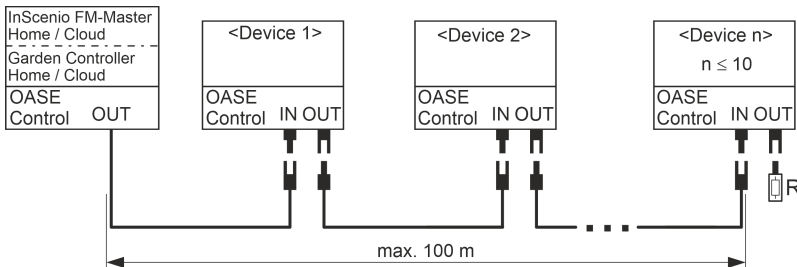 InScenio FM-Master
Home / Cloud
Garden Controller
Home / Cloud
OASE
Control OUT
<Device 1>
OASE
Control IN OUT
<Device 2>
OASE
Control IN OUT
<Device n>
n ≤ 10
OASE
Control IN OUT
R
max. 100 m